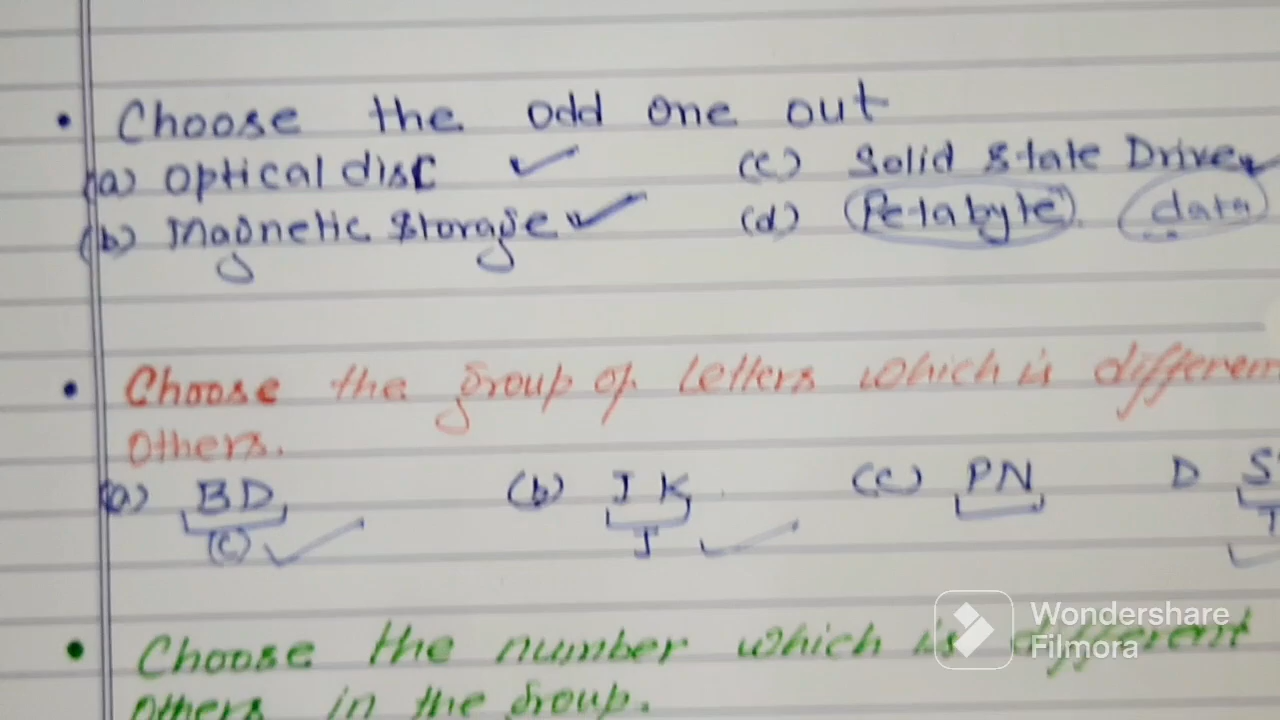 • Choose the odd one out
(a) Optical disc ✓ (c) Solid State Drive ✓
(b) Magnetic Storage ✓ (d) (Petabyte) (data)
• Choose the group of letters which is differen
others.
(a) BD (b) IK (c) PN D S
(C) ✓ J ✓ T
• Choose the number which is different
others in the group.
Wondershare
Filmora